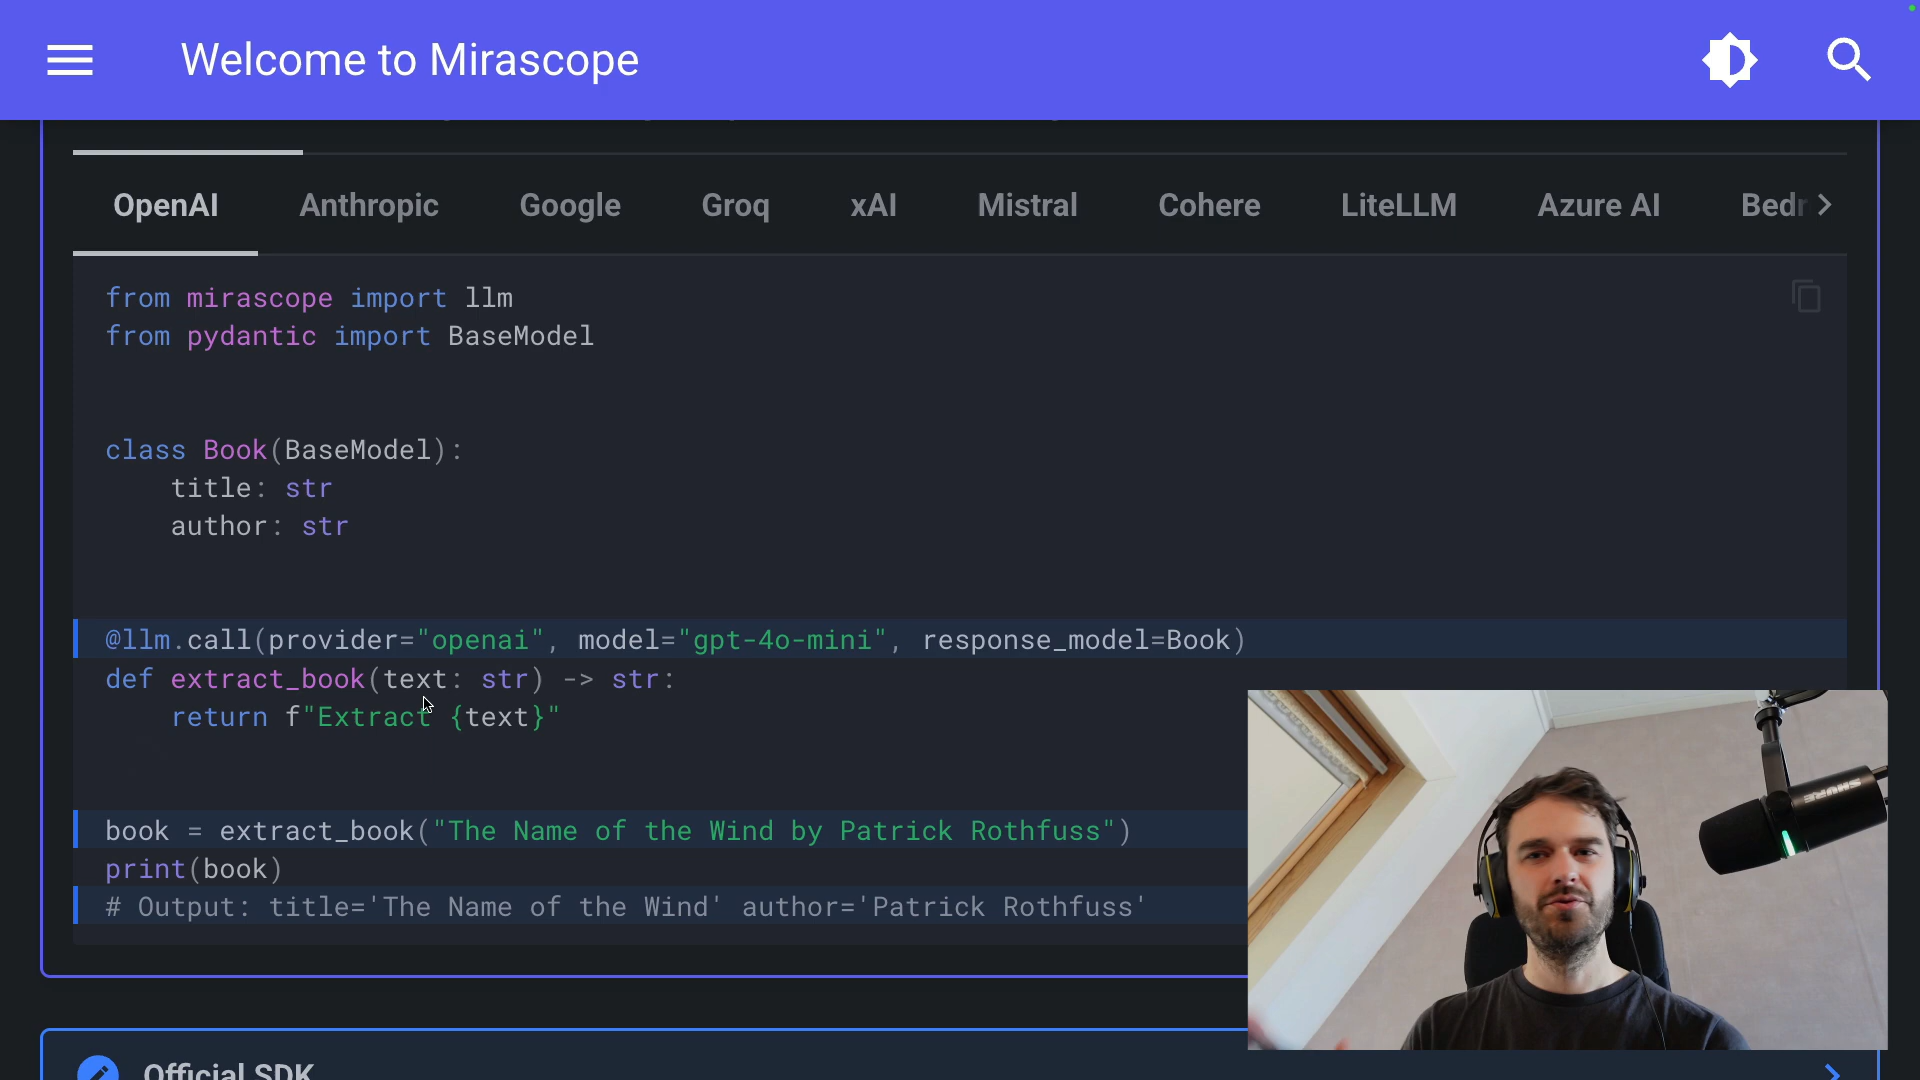 Welcome to Mirascope
OpenAI Anthropic Google Groq xAI Mistral Cohere LiteLLM Azure AI
from mirascope import llm
from pydantic import BaseModel
class Book(BaseModel):
    title: str
    author: str
@llm.call(provider="openai", model="gpt-4o-mini", response_model=Book)
def extract_book(text: str) -> str:
    return f"Extract {text}"
book = extract_book("The Name of the Wind by Patrick Rothfuss")
print(book)
# Output: title='The Name of the Wind' author='Patrick Rothfuss'
SHURE
Official SDK